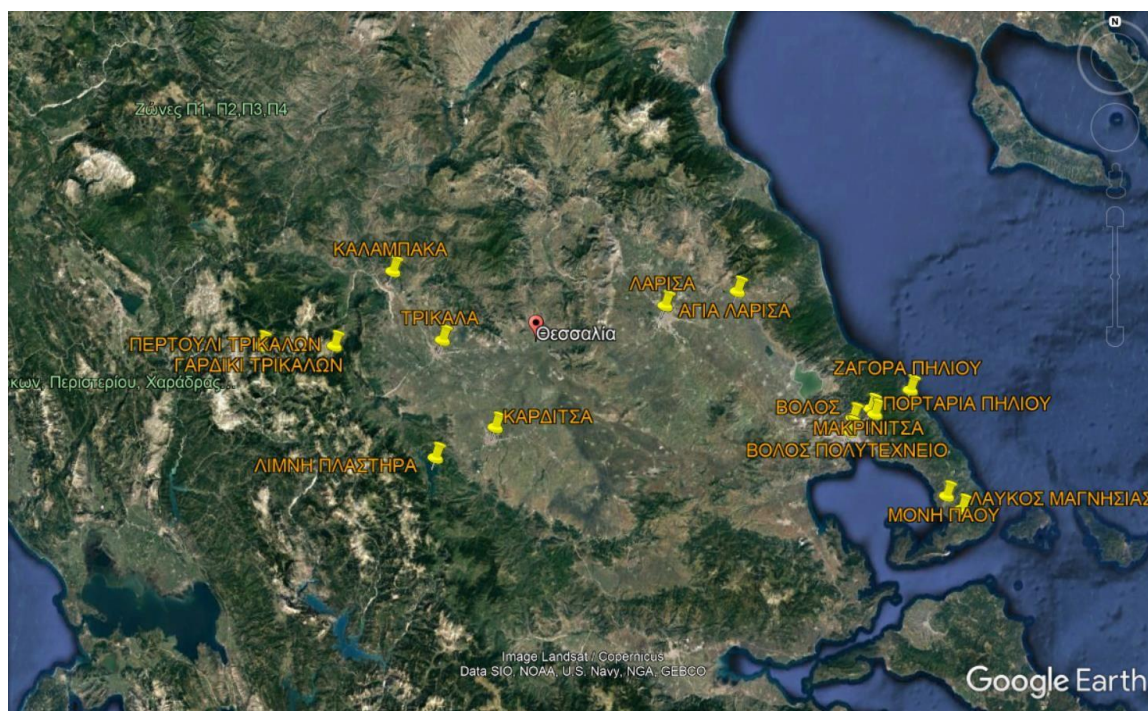 N
Ζώνες Π1, Π2,Π3,Π4
ΚΑΛΑΜΠΑΚΑ
ΛΑΡΙΣΑ
ΑΓΙΑ ΛΑΡΙΣΑ
ΤΡΙΚΑΛΑ
Θεσσαλία
ΠΕΡΤΟΥΛΙ ΤΡΙΚΑΛΩΝ
ΓΑΡΔΙΚΙ ΤΡΙΚΑΛΩΝ
κων, Περιστερίου, Χαράδρας...
ΖΑΓΟΡΑ ΠΗΛΙΟΥ
ΒΟΛΟΣ
ΠΟΡΤΑΡΙΑ ΠΗΛΙΟΥ
ΚΑΡΔΙΤΣΑ
ΜΑΚΡΙΝΙΤΣΑ
ΒΟΛΟΣ ΠΟΛΥΤΕΧΝΕΙΟ
ΛΙΜΝΗ ΠΛΑΣΤΗΡΑ
ΛΑΥΚΟΣ ΜΑΓΝΗΣΙΑΣ
ΜΟΝΗ ΠΑΟΥ
Image Landsat / Copernicus
Data SIO, NOAA, U.S. Navy, NGA, GEBCO
Google Earth